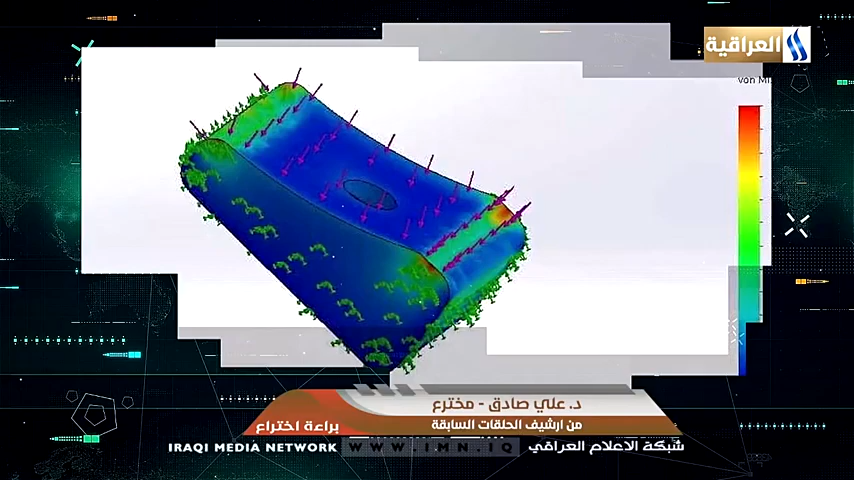 العراقية
von Mi
د. علي صادق - مخترع
من ارشيف الحلقات السابقة
براءة اختراع
IRAQI MEDIA NETWORK WWW.IMN.IQ شبكة الاعلام العراقي